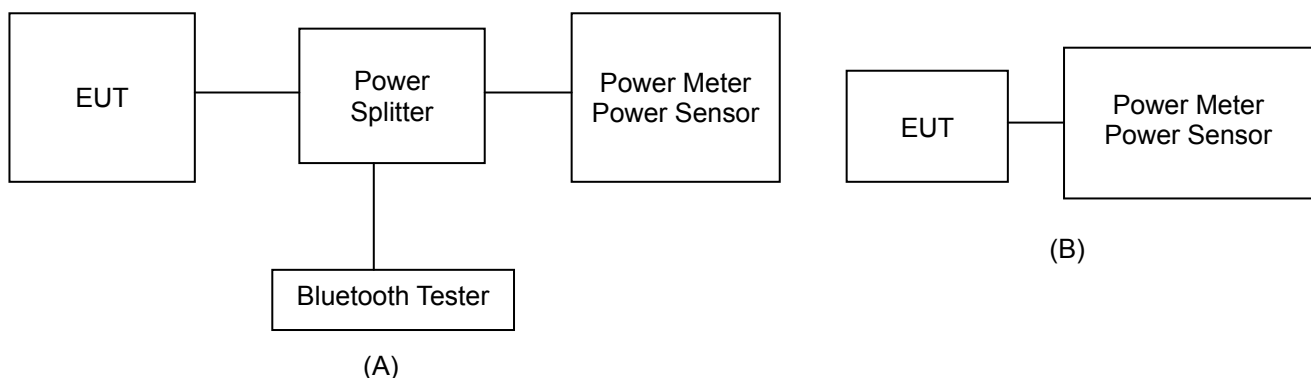 EUT
Power
Splitter
Power Meter
Power Sensor
Bluetooth Tester
(A)
EUT
Power Meter
Power Sensor
(B)